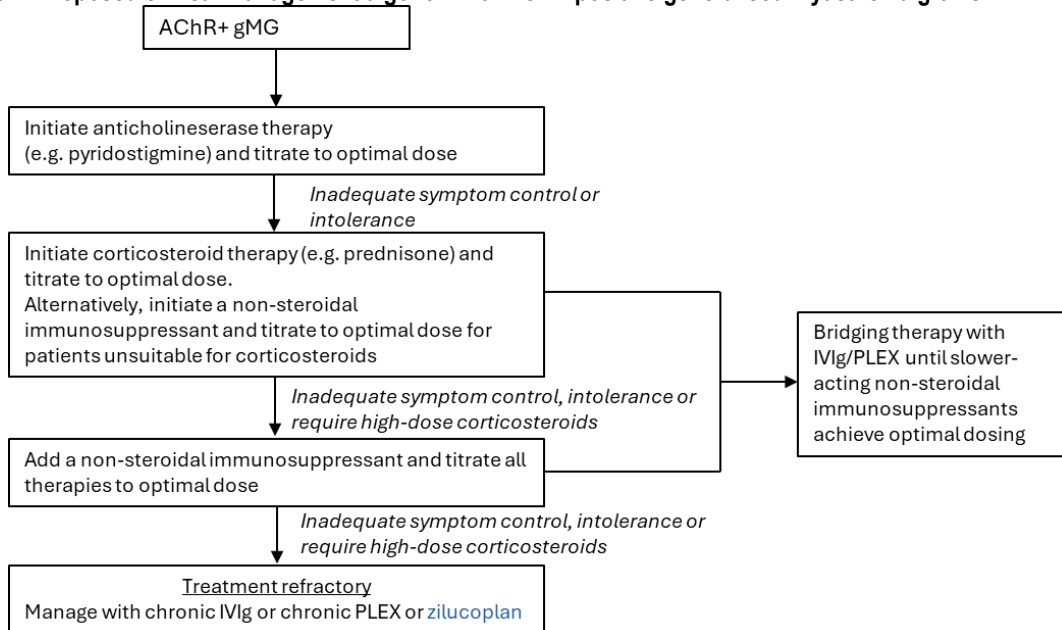 AChR+ gMG
Initiate anticholineserase therapy
(e.g. pyridostigmine) and titrate to optimal dose
Inadequate symptom control or
intolerance
Initiate corticosteroid therapy (e.g. prednisone) and
titrate to optimal dose.
Alternatively, initiate a non-steroidal
immunosuppressant and titrate to optimal dose for
patients unsuitable for corticosteroids
Bridging therapy with
IVIg/PLEX until slower-
acting non-steroidal
immunosuppressants
achieve optimal dosing
Inadequate symptom control, intolerance or
require high-dose corticosteroids
Add a non-steroidal immunosuppressant and titrate all
therapies to optimal dose
Inadequate symptom control, intolerance or
require high-dose corticosteroids
Treatment refractory
Manage with chronic IVIg or chronic PLEX or zilucoplan